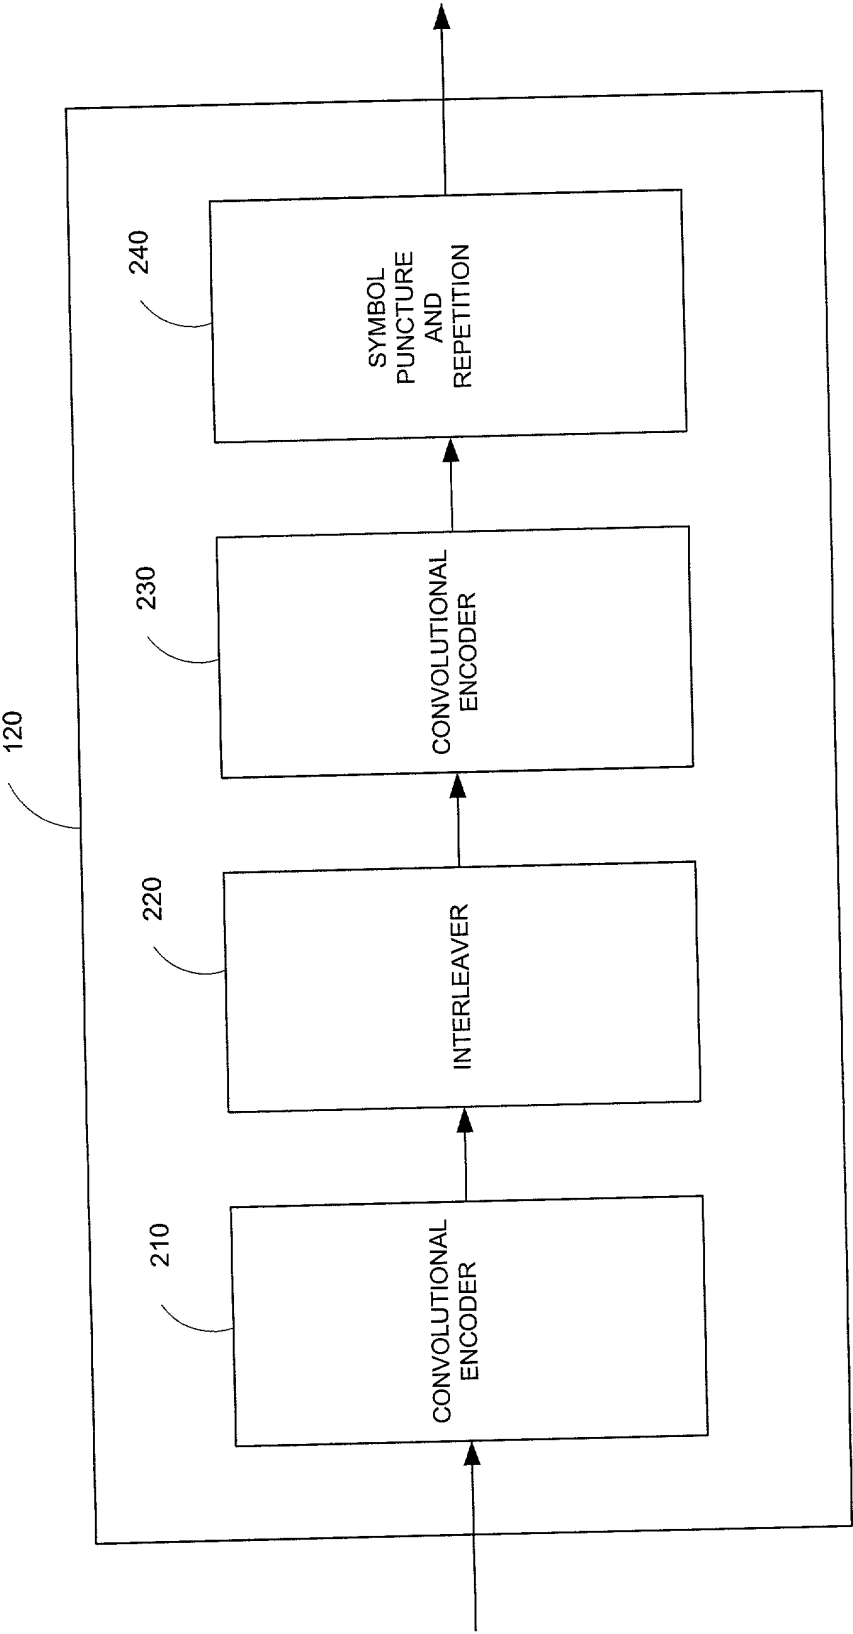 120
210
CONVOLUTIONAL
ENCODER
220
INTERLEAVER
230
CONVOLUTIONAL
ENCODER
240
SYMBOL
PUNCTURE
AND
REPETITION